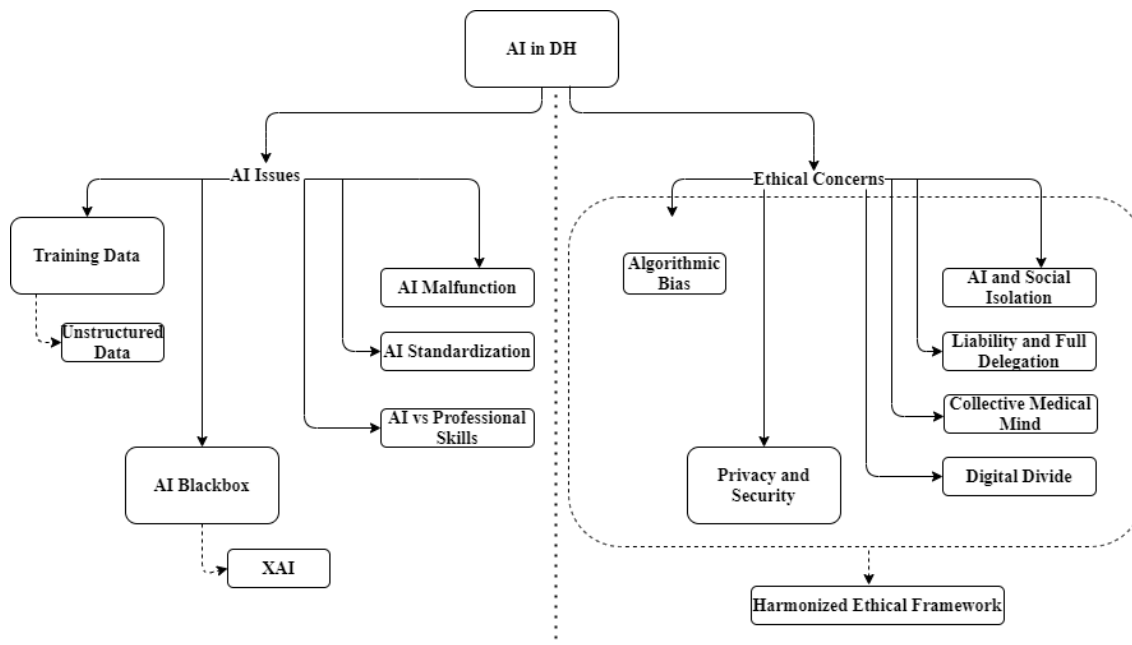 AI in DH
AI Issues
Training Data
Unstructured
Data
AI Blackbox
XAI
AI Malfunction
AI Standardization
AI vs Professional
Skills
Ethical Concerns
Algorithmic
Bias
Privacy and
Security
AI and Social
Isolation
Liability and Full
Delegation
Collective Medical
Mind
Digital Divide
Harmonized Ethical Framework